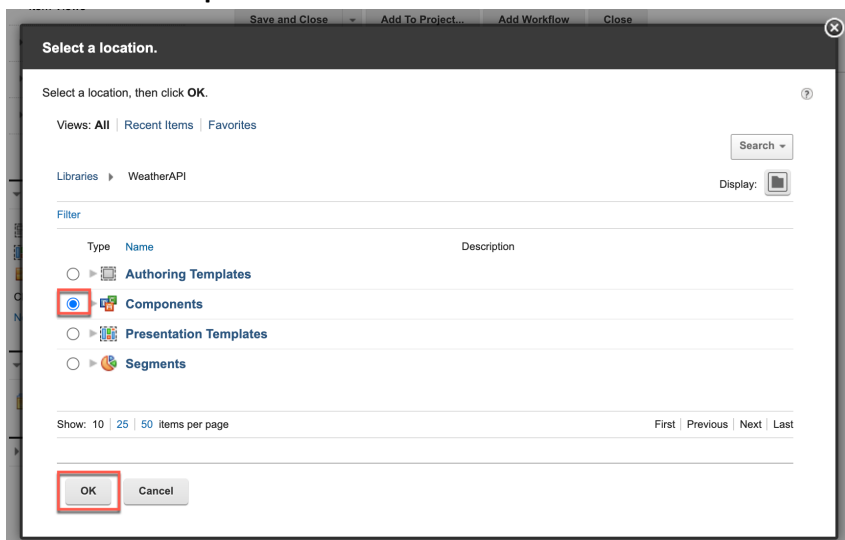 Save and Close Add To Project... Add Workflow Close
Select a location.
Select a location, then click OK.
?
Views: All | Recent Items | Favorites
Search
Libraries WeatherAPI
Display:
Filter
Type Name Description
Authoring Templates
Components
Presentation Templates
Segments
Show: 10 | 25 | 50 items per page First | Previous | Next | Last
OK Cancel